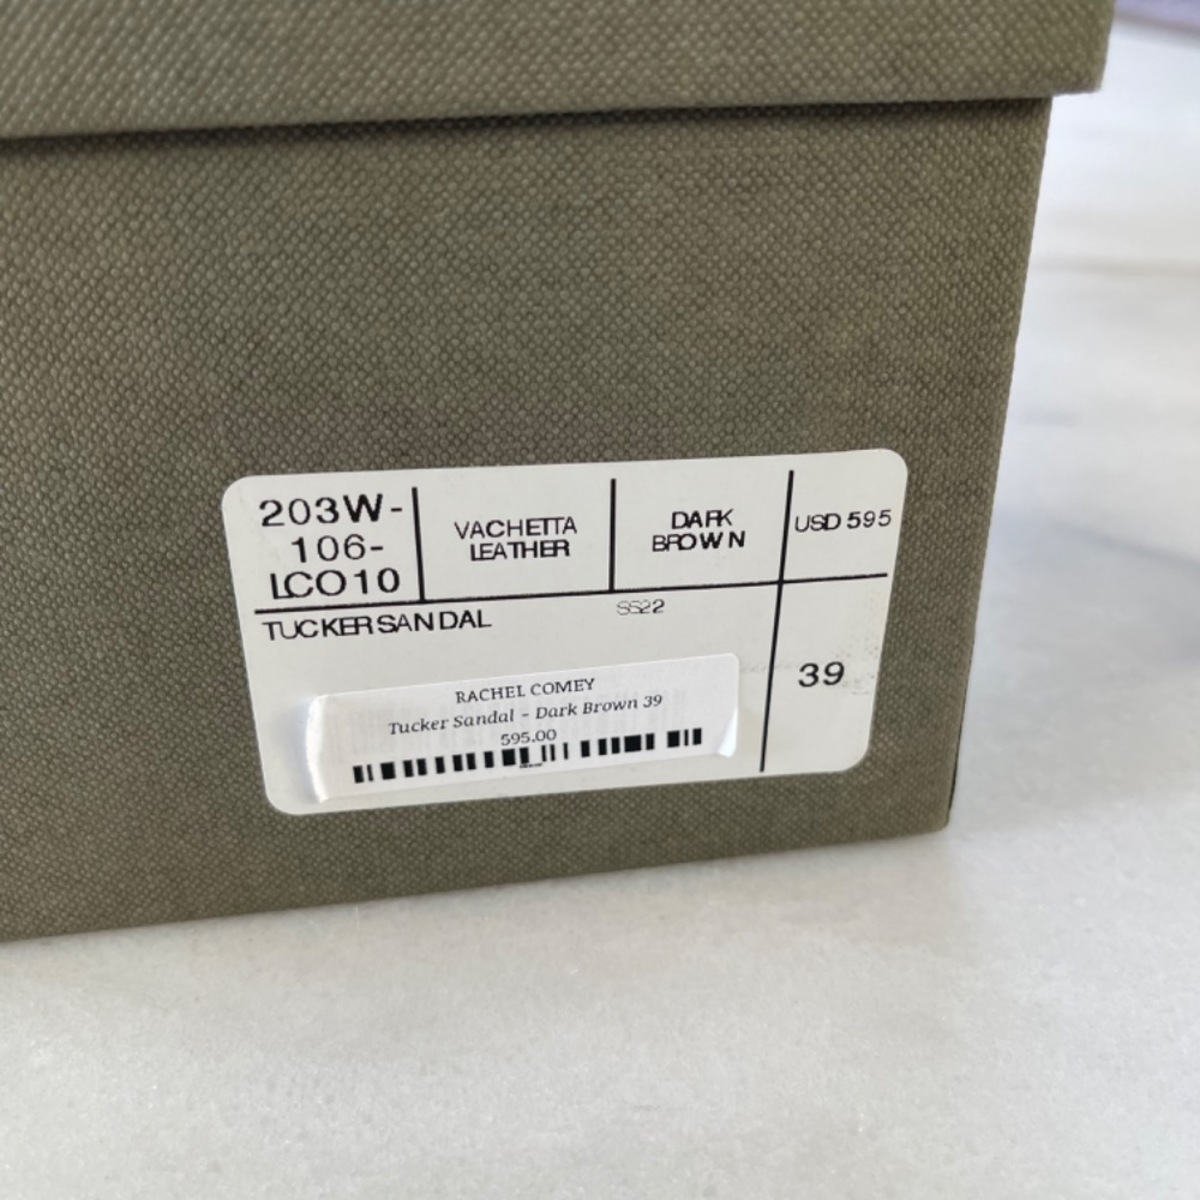 203W-
106-
LCO10
VACHETTA
LEATHER
DARK
BROWN
USD 595
TUCKER SANDAL
SS22
39
RACHEL COMEY
Tucker Sandal - Dark Brown 39
595.00